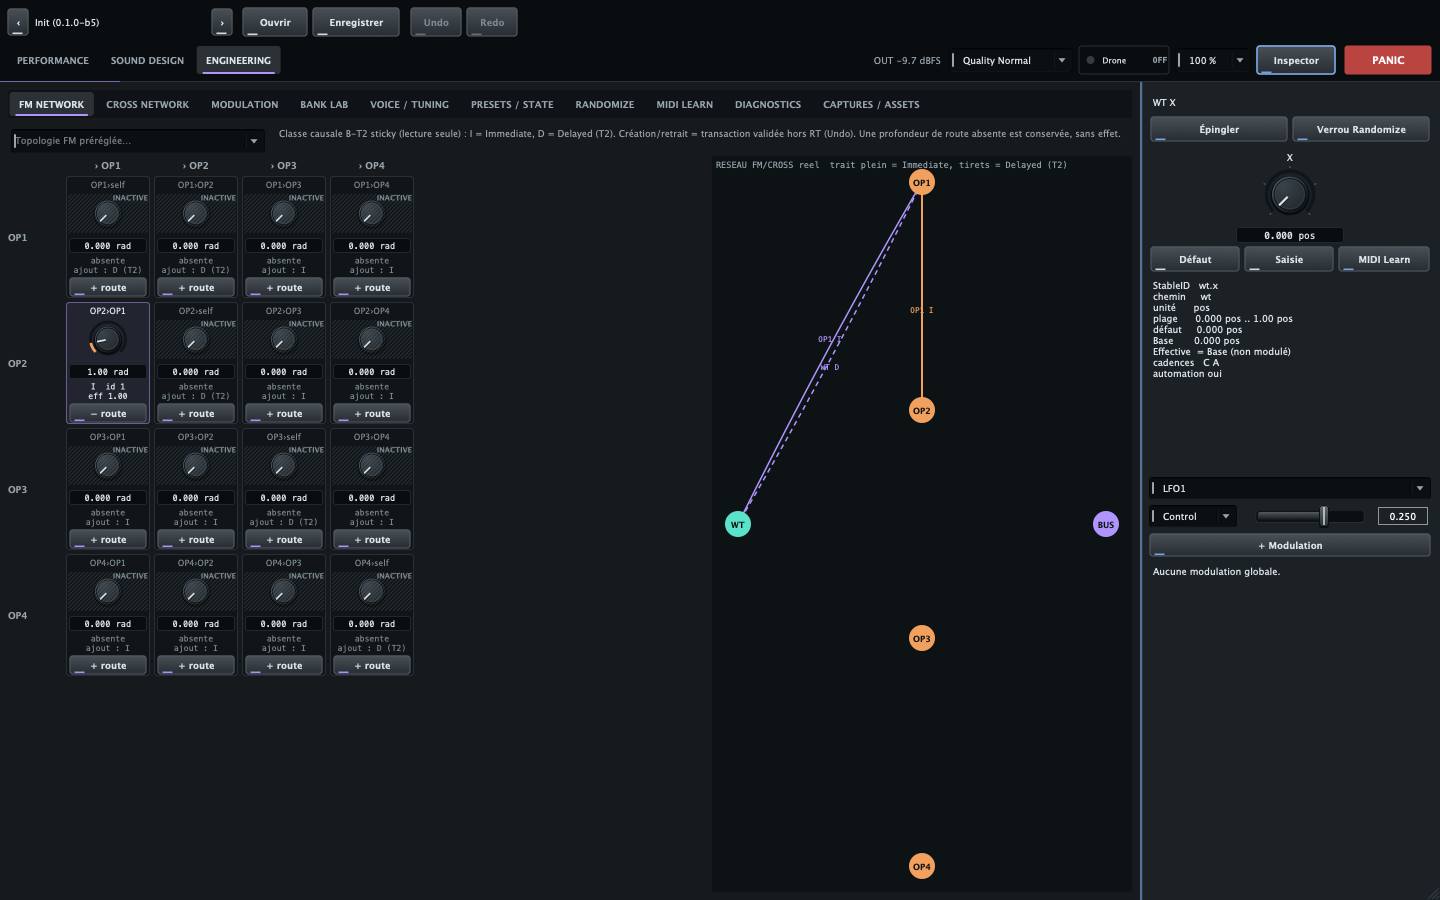 ‹ Init (0.1.0-b5) › Ouvrir Enregistrer Undo Redo
PERFORMANCE SOUND DESIGN ENGINEERING OUT -9.7 dBFS Quality Normal Drone OFF 100 % Inspector PANIC
FM NETWORK CROSS NETWORK MODULATION BANK LAB VOICE / TUNING PRESETS / STATE RANDOMIZE MIDI LEARN DIAGNOSTICS CAPTURES / ASSETS
Topologie FM préréglée... Classe causale B-T2 sticky (lecture seule) : I = Immediate, D = Delayed (T2). Création/retrait = transaction validée hors RT (Undo). Une profondeur de route absente est conservée, sans effet.
› OP1 › OP2 › OP3 › OP4
OP1
OP1›self OP1›OP2 OP1›OP3 OP1›OP4
INACTIVE INACTIVE INACTIVE INACTIVE
0.000 rad 0.000 rad 0.000 rad 0.000 rad
absente absente absente absente
ajout : D (T2) ajout : D (T2) ajout : I ajout : I
+ route + route + route + route
OP2
OP2›OP1 OP2›self OP2›OP3 OP2›OP4
INACTIVE INACTIVE INACTIVE
1.00 rad 0.000 rad 0.000 rad 0.000 rad
I id 1 absente absente absente
eff 1.00 ajout : D (T2) ajout : I ajout : I
− route + route + route + route
OP3
OP3›OP1 OP3›OP2 OP3›self OP3›OP4
INACTIVE INACTIVE INACTIVE INACTIVE
0.000 rad 0.000 rad 0.000 rad 0.000 rad
absente absente absente absente
ajout : I ajout : I ajout : D (T2) ajout : I
+ route + route + route + route
OP4
OP4›OP1 OP4›OP2 OP4›OP3 OP4›self
INACTIVE INACTIVE INACTIVE INACTIVE
0.000 rad 0.000 rad 0.000 rad 0.000 rad
absente absente absente absente
ajout : I ajout : I ajout : I ajout : D (T2)
+ route + route + route + route
RESEAU FM/CROSS reel trait plein = Immediate, tirets = Delayed (T2)
OP1
OP1 I
OP1 I
WT D
OP2
WT
BUS
OP3
OP4
WT X
Épingler Verrou Randomize
X
0.000 pos
Défaut Saisie MIDI Learn
StableID wt.x
chemin wt
unité pos
plage 0.000 pos .. 1.00 pos
défaut 0.000 pos
Base 0.000 pos
Effective = Base (non modulé)
cadences C A
automation oui
LFO1
Control 0.250
+ Modulation
Aucune modulation globale.